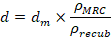 d = d_m × ρ_MRC / ρ_recub